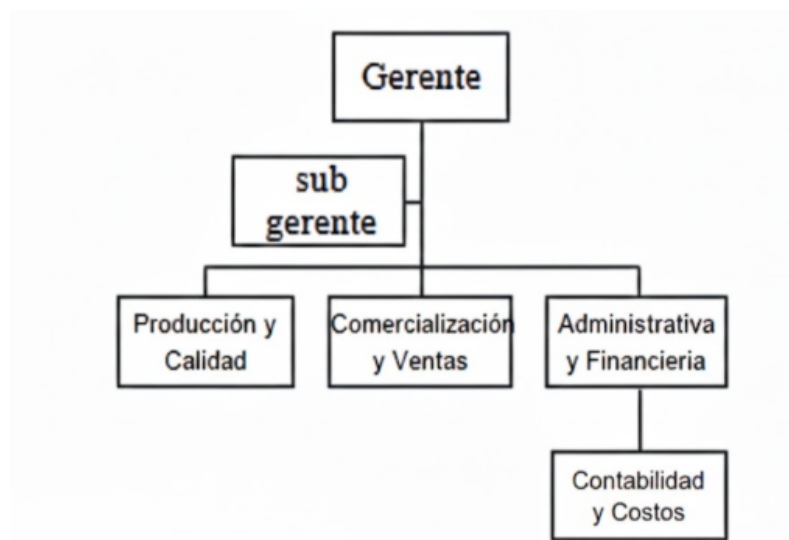 Gerente
sub
gerente
Producción y
Calidad
Comercialización
y Ventas
Administrativa
y Financieria
Contabilidad
y Costos